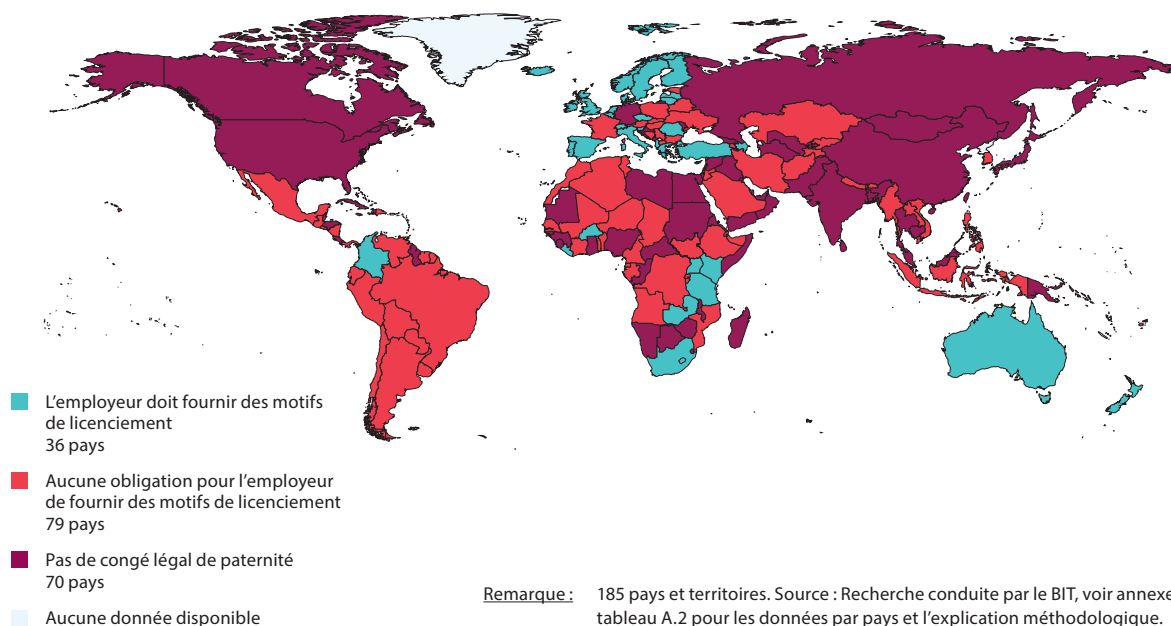 L'employeur doit fournir des motifs
de licenciement
36 pays
Aucune obligation pour l'employeur
de fournir des motifs de licenciement
79 pays
Pas de congé légal de paternité
70 pays
Aucune donnée disponible
Remarque : 185 pays et territoires. Source : Recherche conduite par le BIT, voir annexe
tableau A.2 pour les données par pays et l'explication méthodologique.